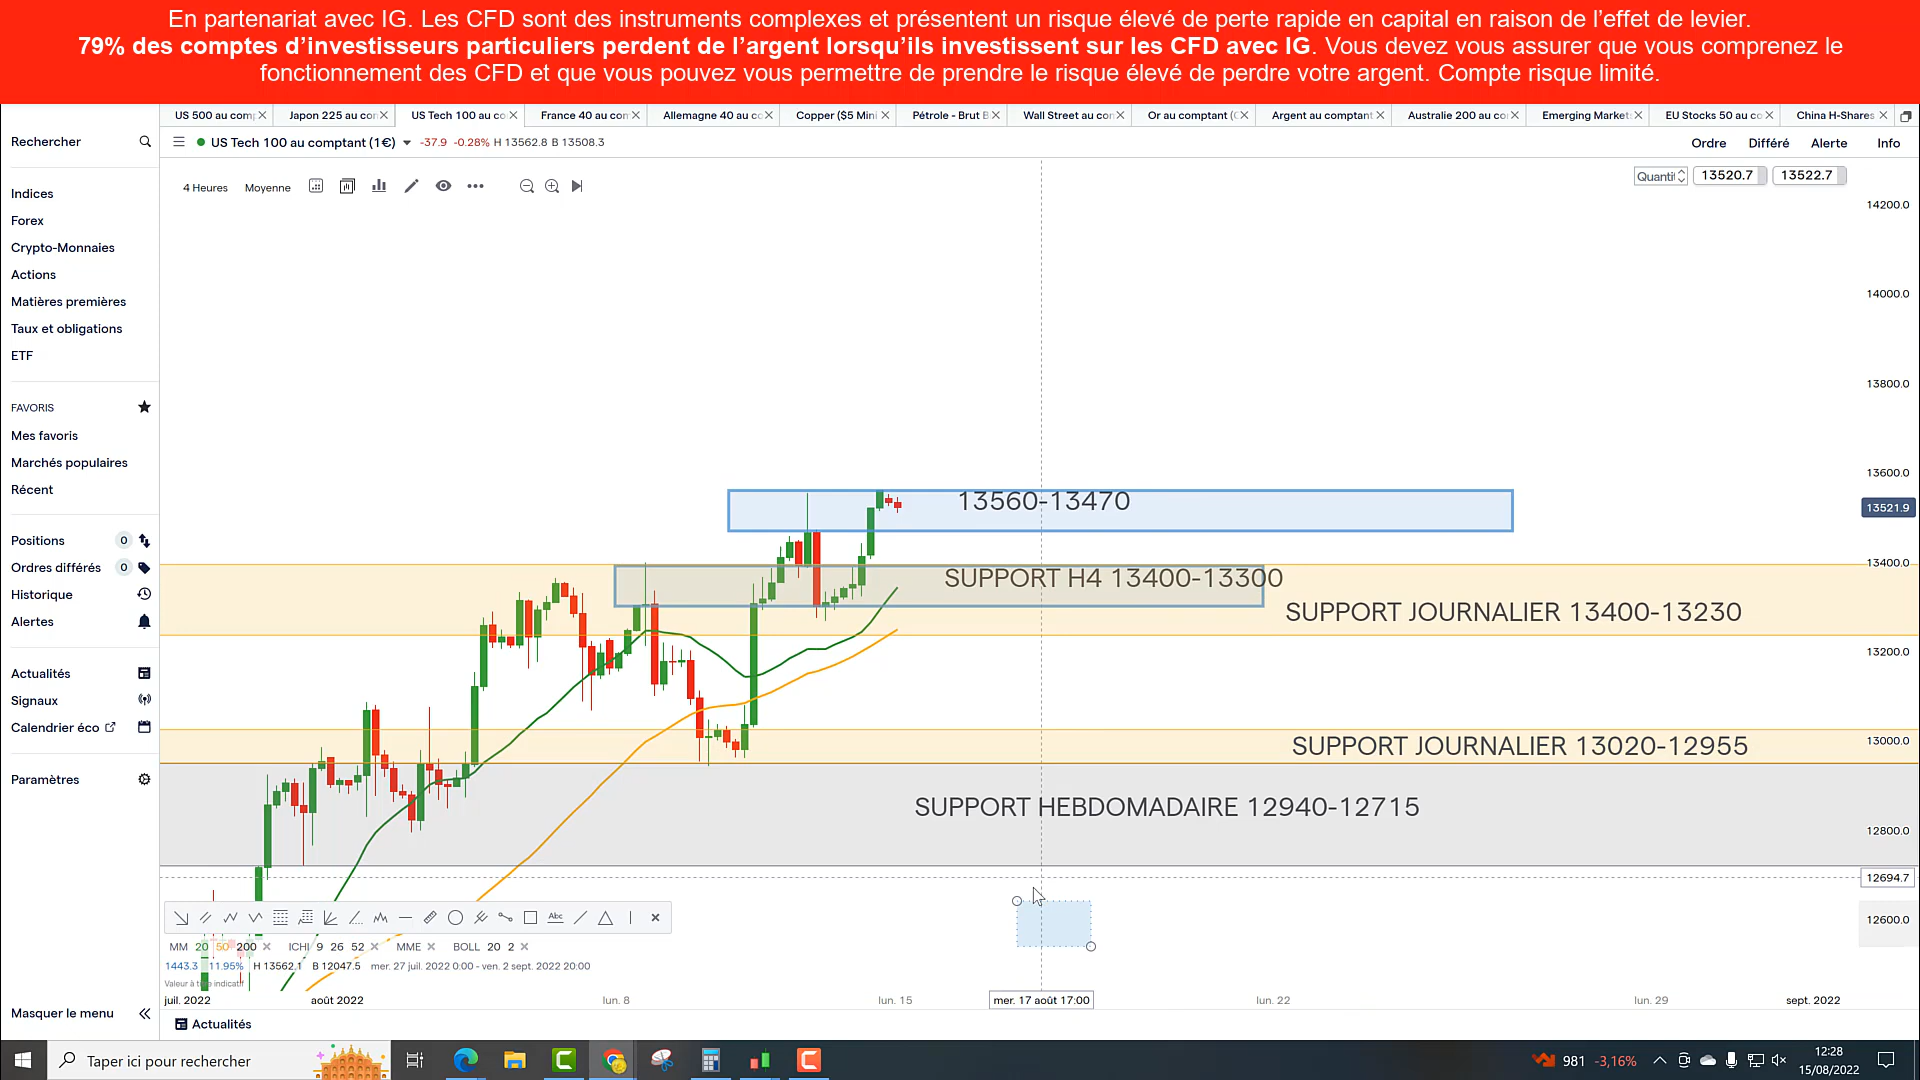 En partenariat avec IG. Les CFD sont des instruments complexes et présentent un risque élevé de perte rapide en capital en raison de l’effet de levier.
79% des comptes d’investisseurs particuliers perdent de l’argent lorsqu’ils investissent sur les CFD avec IG. Vous devez vous assurer que vous comprenez le
fonctionnement des CFD et que vous pouvez vous permettre de prendre le risque élevé de perdre votre argent. Compte risque limité.
US 500 au comp Japon 225 au con US Tech 100 au co France 40 au con Allemagne 40 au c Copper ($5 Mini Pétrole - Brut B Wall Street au con Or au comptant ( Argent au comptant Australie 200 au co Emerging Market EU Stocks 50 au co China H-Shares
Rechercher
US Tech 100 au comptant (1€) -37.9 -0.28% H 13562.8 B 13508.3
Ordre Différé Alerte Info
4 Heures Moyenne
Quanti 13520.7 13522.7
Indices
Forex
Crypto-Monnaies
Actions
Matières premières
Taux et obligations
ETF
FAVORIS
Mes favoris
Marchés populaires
Récent
Positions 0
Ordres différés 0
Historique
Alertes
Actualités
Signaux
Calendrier éco
Paramètres
Masquer le menu
14200.0
14000.0
13800.0
13600.0
13521.9
13400.0
13200.0
13000.0
12800.0
12694.7
12600.0
13560-13470
SUPPORT H4 13400-13300
SUPPORT JOURNALIER 13400-13230
SUPPORT JOURNALIER 13020-12955
SUPPORT HEBDOMADAIRE 12940-12715
Abc
MM 20 50 200 ICHI 9 26 52 MME BOLL 20 2
1443.3 11.95% H 13562.1 B 12047.5 mer. 27 juil. 2022 0:00 - ven. 2 sept. 2022 20:00
Valeur à titre indicatif
juil. 2022 août 2022 lun. 8 lun. 15 mer. 17 août 17:00 lun. 22 lun. 29 sept. 2022
Actualités
Taper ici pour rechercher
981 -3,16%
12:28
15/08/2022